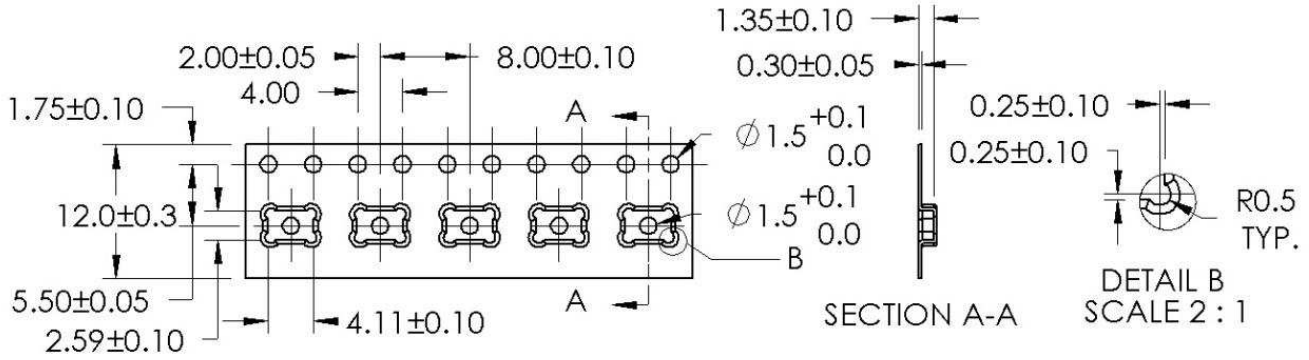 1.35±0.10
2.00±0.05
8.00±0.10
0.30±0.05
4.00
1.75±0.10
A
⌀1.5 +0.1 0.0
0.25±0.10
0.25±0.10
12.0±0.3
⌀1.5 +0.1 0.0
R0.5
TYP.
B
5.50±0.05
A
2.59±0.10
4.11±0.10
SECTION A-A
DETAIL B
SCALE 2 : 1